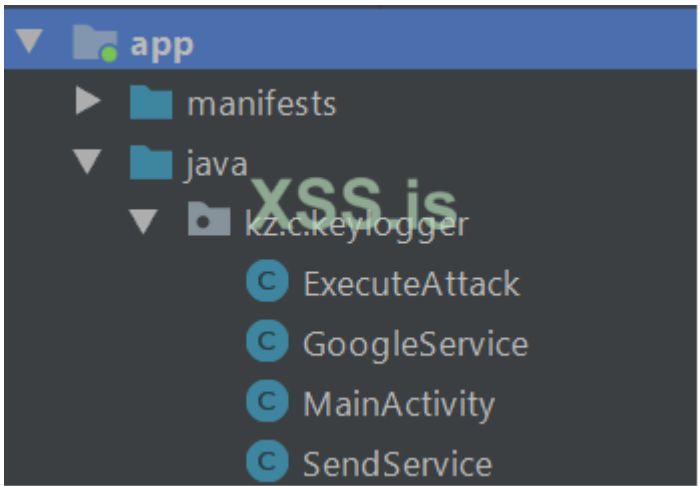 app
manifests
java
XSS.is
kz.c.keylogger
C ExecuteAttack
C GoogleService
C MainActivity
C SendService